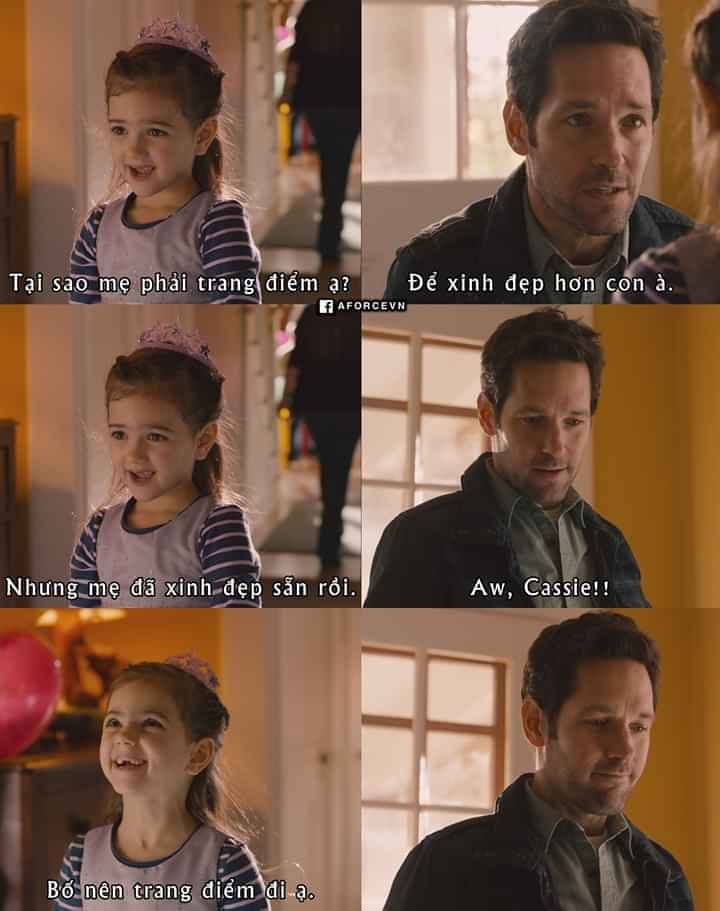 Tại sao mẹ phải trang điểm ạ?
Để xinh đẹp hơn con à.
AFORCEVN
Nhưng mẹ đã xinh đẹp sẵn rồi.
Aw, Cassie!!
Bố nên trang điểm đi ạ.